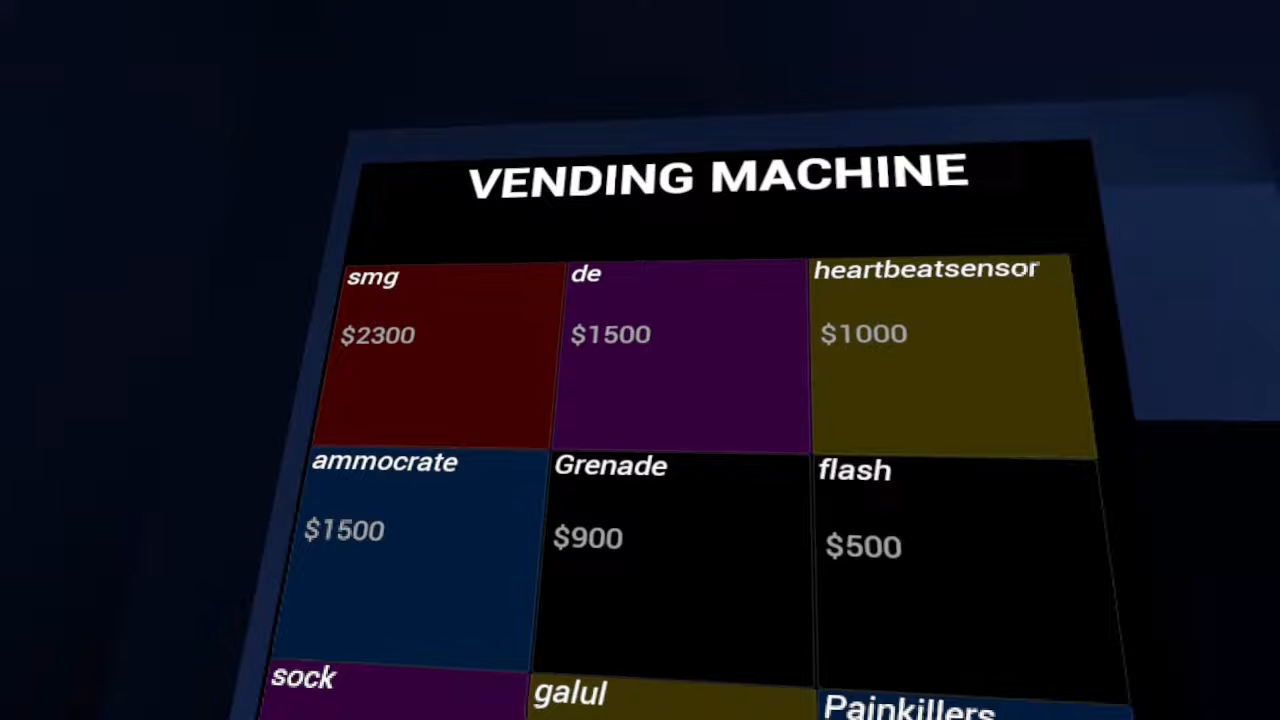 VENDING MACHINE
smg
de
heartbeatsensor
$2300
$1500
$1000
ammocrate
Grenade
flash
$1500
$900
$500
sock
galul
Painkillers